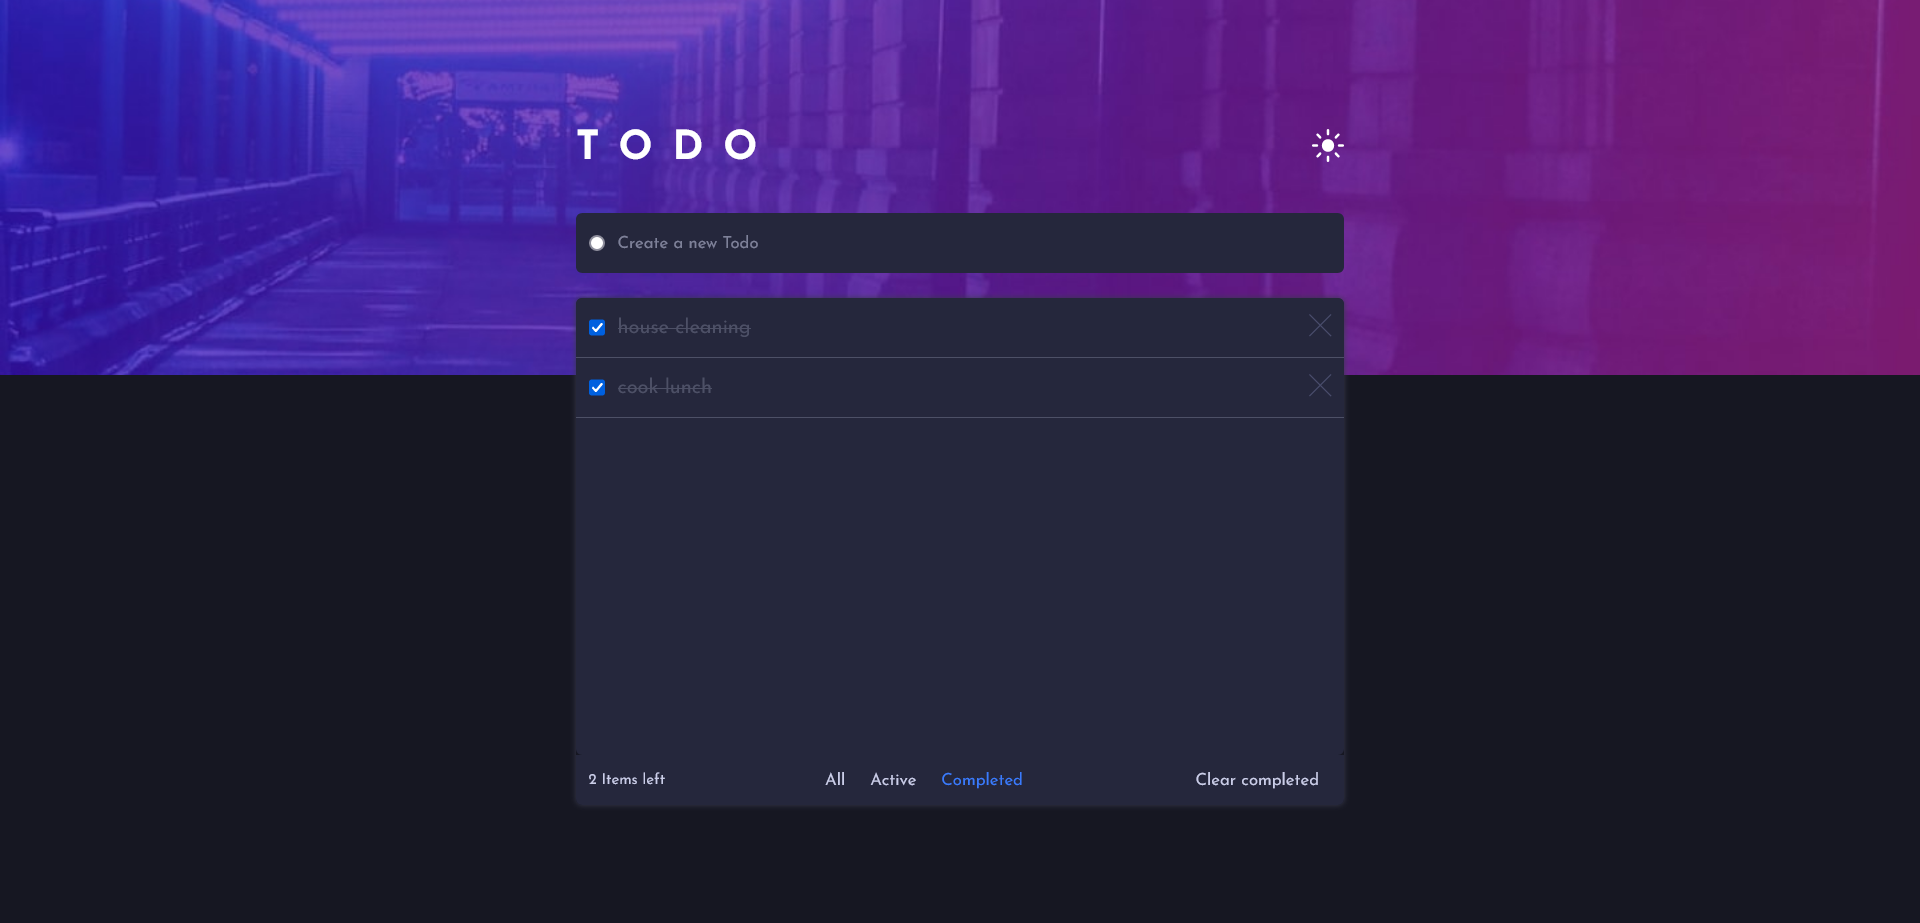 TODO
Create a new Todo
house cleaning
cook lunch
2 Items left All Active Completed Clear completed